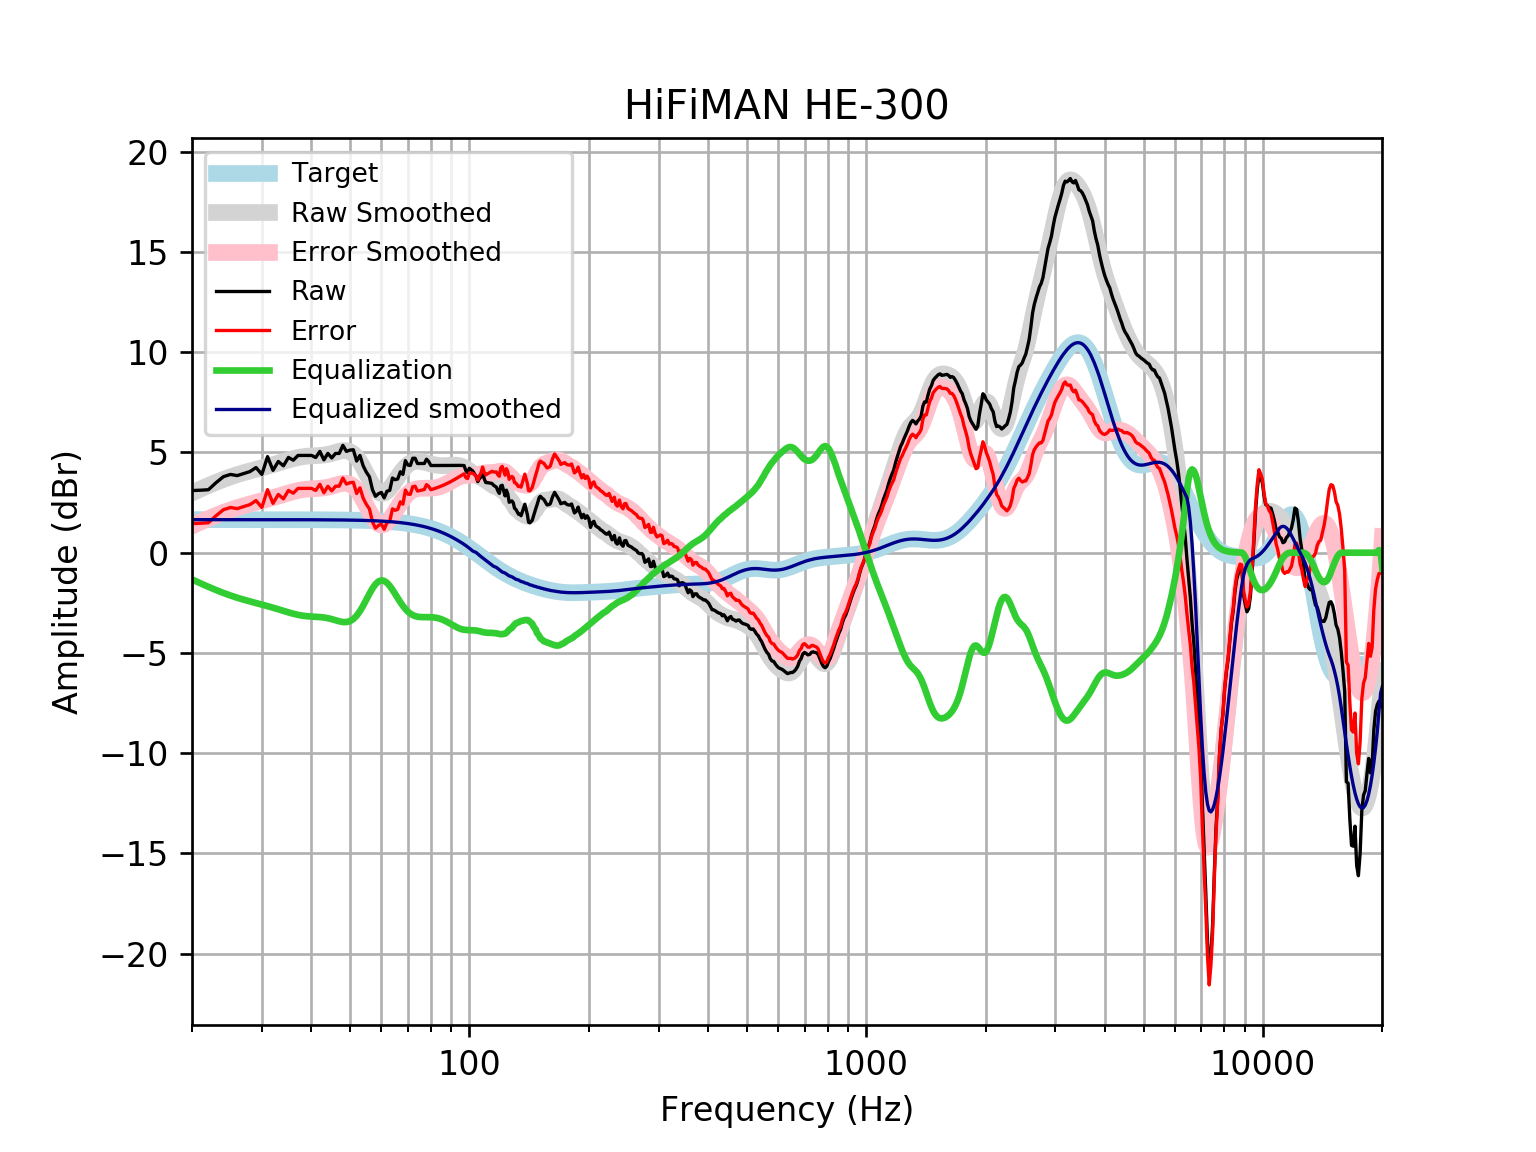 HiFiMAN HE-300
Target
Raw Smoothed
Error Smoothed
Raw
Error
Equalization
Equalized smoothed
20
15
10
5
0
−5
−10
−15
−20
Amplitude (dBr)
100
1000
10000
Frequency (Hz)